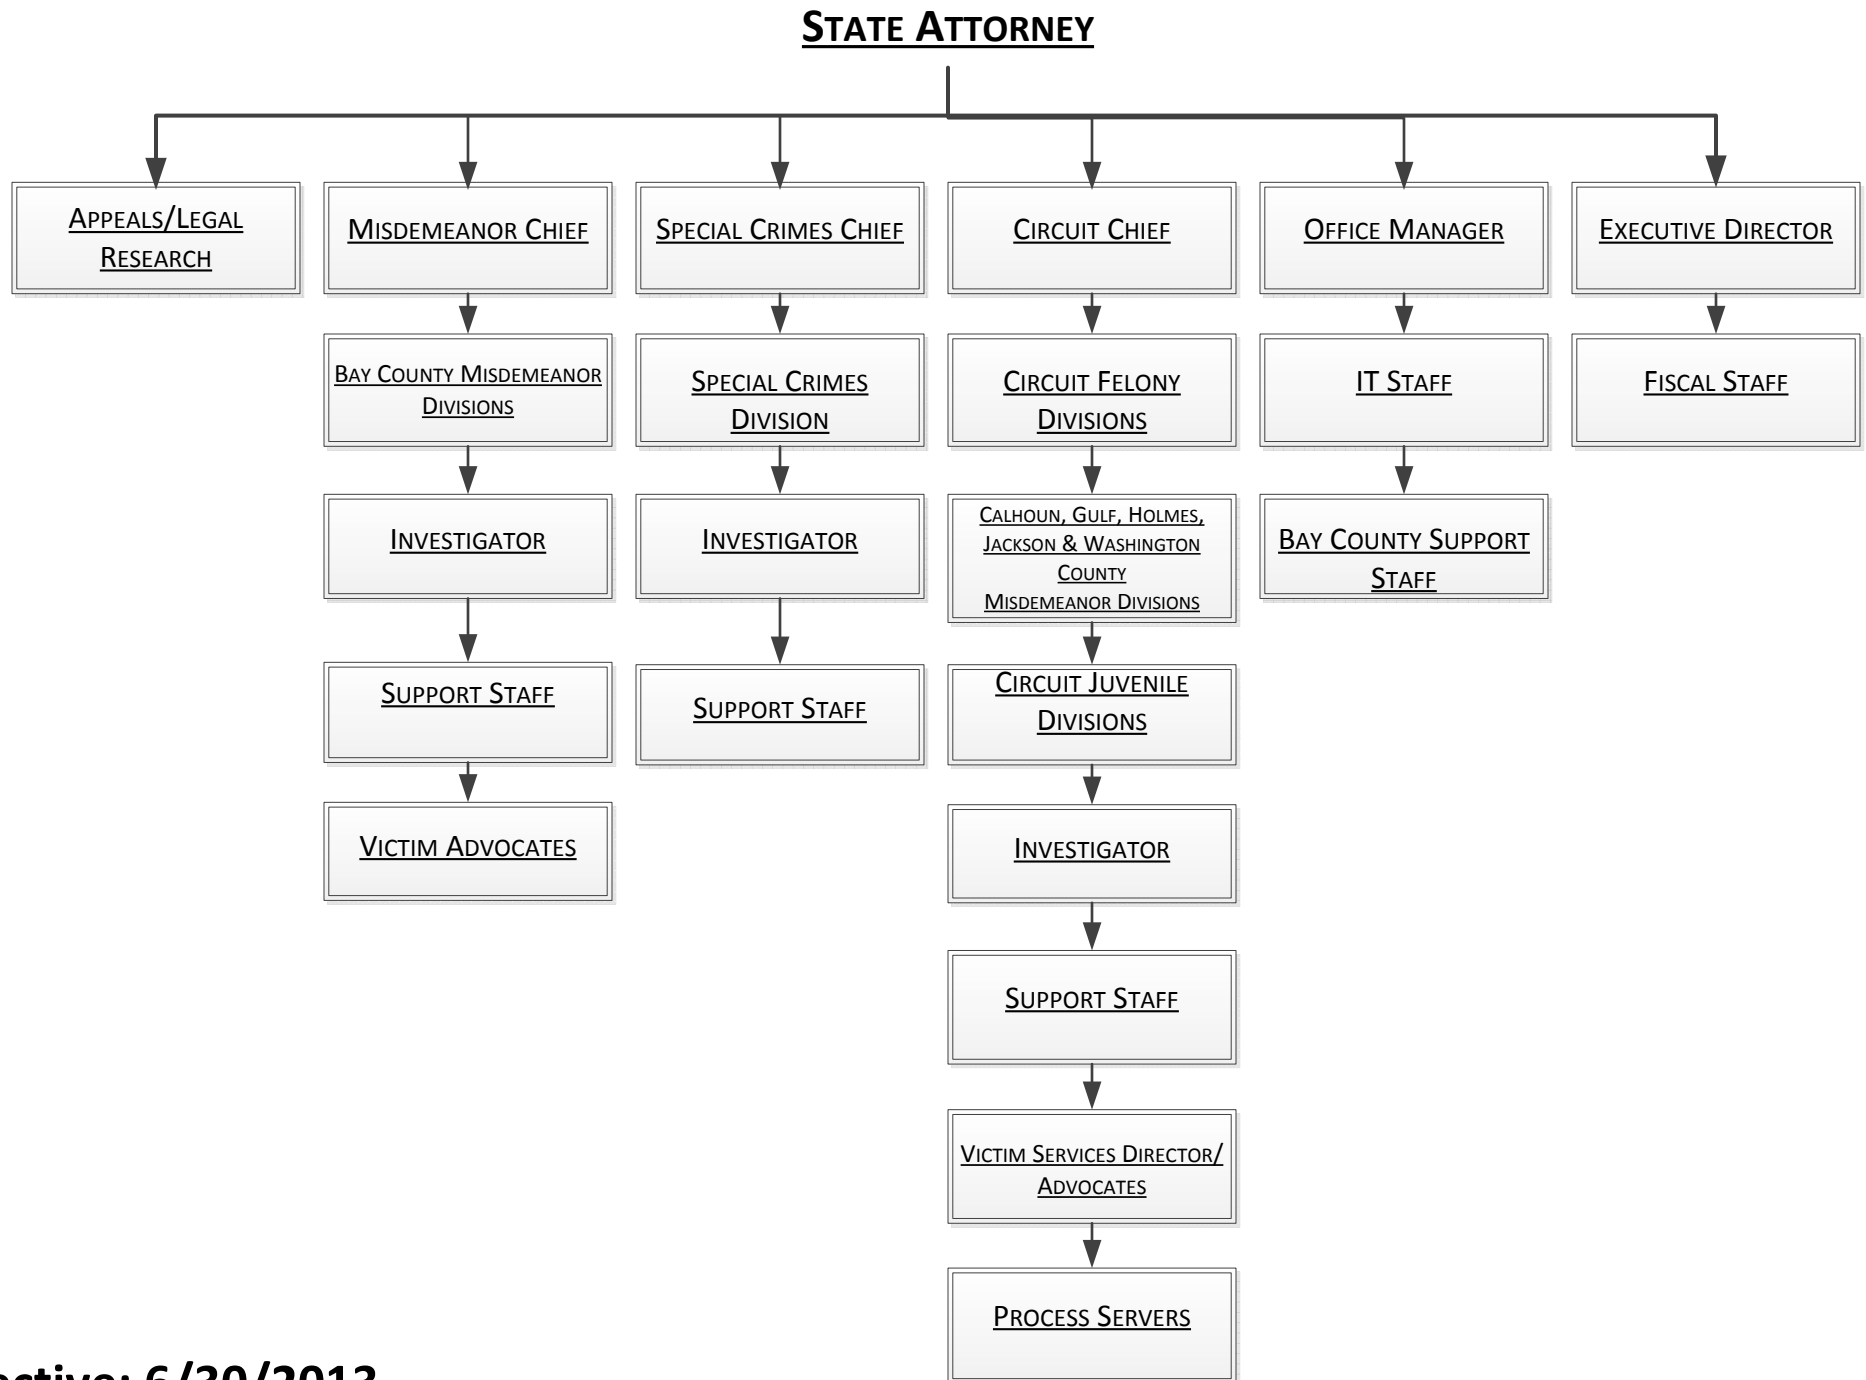 STATE ATTORNEY
APPEALS/LEGAL
RESEARCH
MISDEMEANOR CHIEF
SPECIAL CRIMES CHIEF
CIRCUIT CHIEF
OFFICE MANAGER
EXECUTIVE DIRECTOR
BAY COUNTY MISDEMEANOR
DIVISIONS
SPECIAL CRIMES
DIVISION
CIRCUIT FELONY
DIVISIONS
IT STAFF
FISCAL STAFF
INVESTIGATOR
INVESTIGATOR
CALHOUN, GULF, HOLMES,
JACKSON & WASHINGTON
COUNTY
MISDEMEANOR DIVISIONS
BAY COUNTY SUPPORT
STAFF
SUPPORT STAFF
SUPPORT STAFF
CIRCUIT JUVENILE
DIVISIONS
VICTIM ADVOCATES
INVESTIGATOR
SUPPORT STAFF
VICTIM SERVICES DIRECTOR/
ADVOCATES
PROCESS SERVERS
6/30/2013